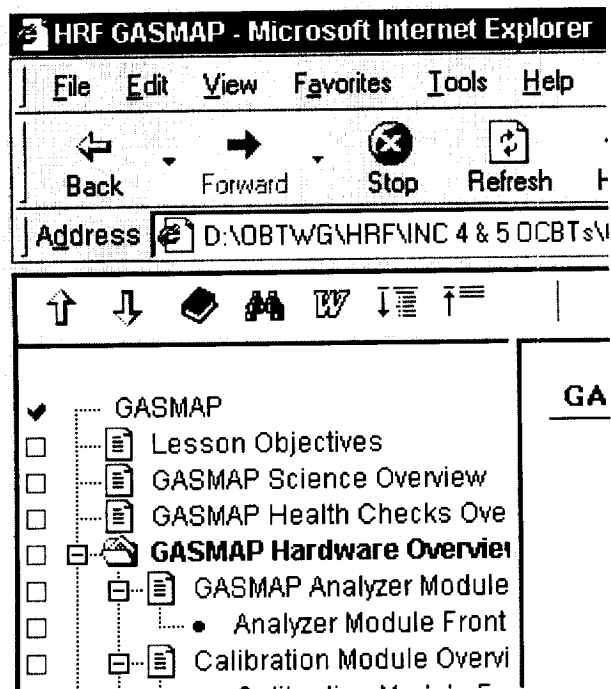 HRF GASMAP - Microsoft Internet Explorer
File Edit View Favorites Tools Help
Back Forward Stop Refresh H
Address D:\OBTWG\HRF\INC 4 & 5 OCBTs\
W
GASMAP
GA
Lesson Objectives
GASMAP Science Overview
GASMAP Health Checks Ove
GASMAP Hardware Overvie
GASMAP Analyzer Module
Analyzer Module Front
Calibration Module Overvi